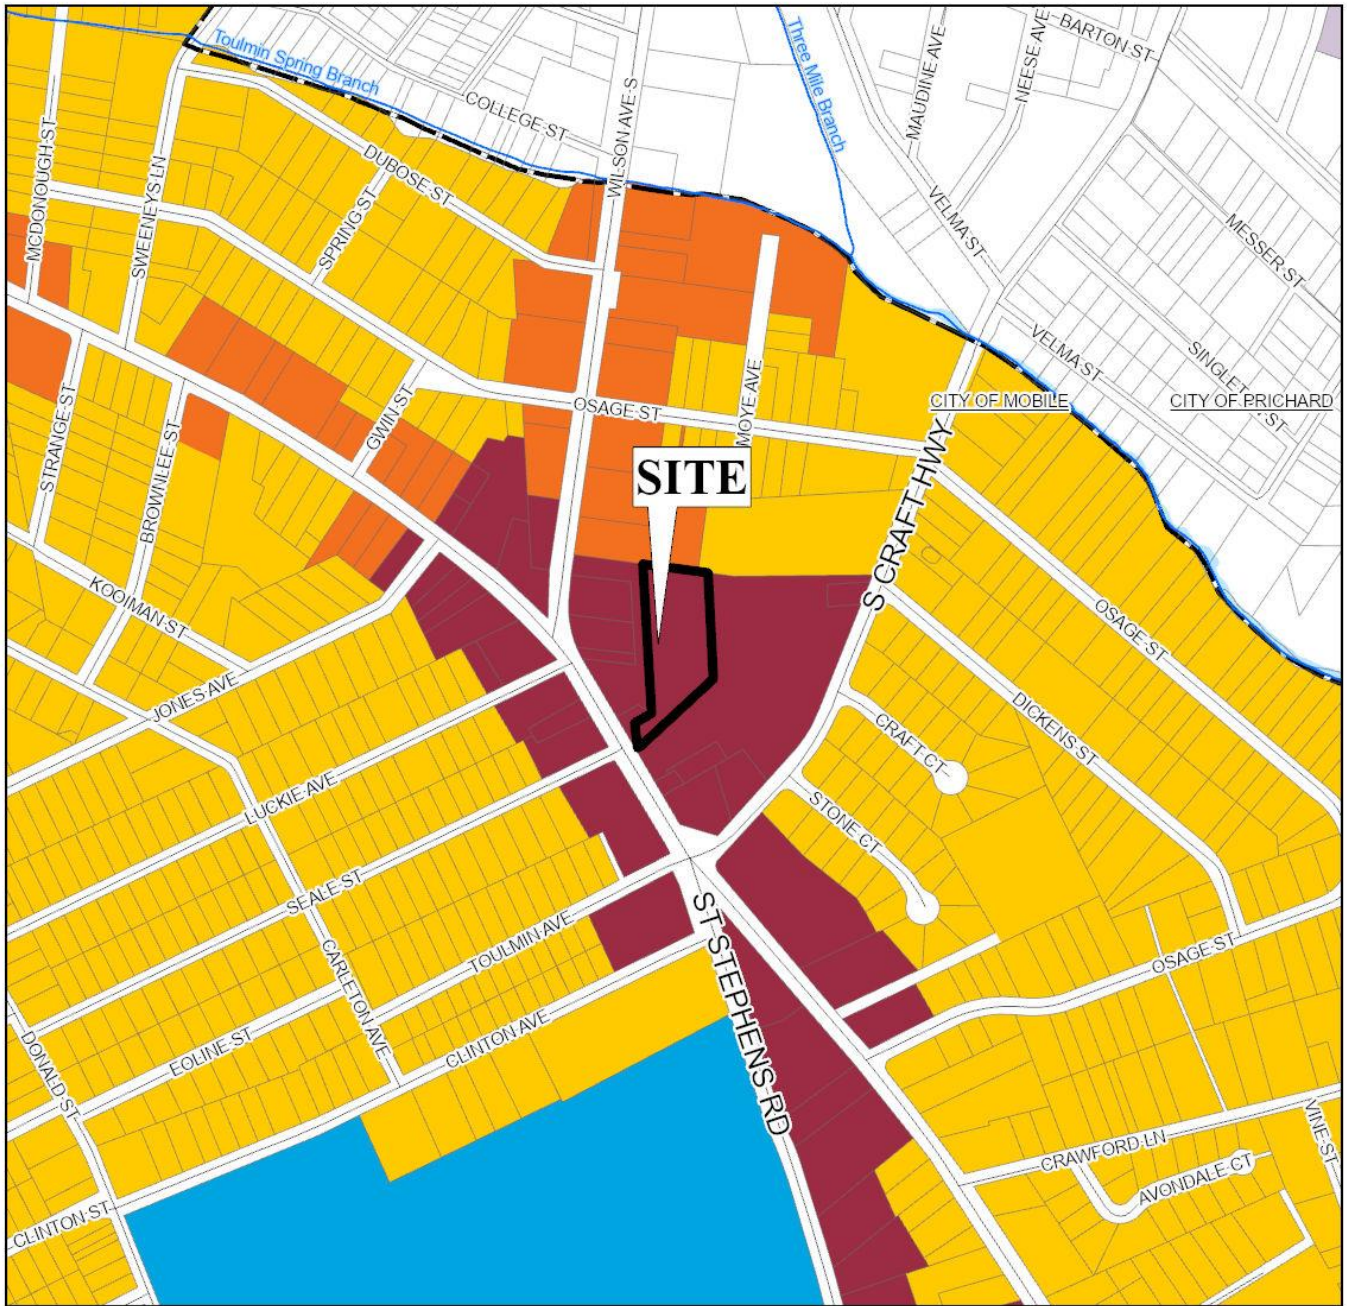 BARTON ST
Toulmin Spring Branch
Three Mile Branch
MAUDINE AVE
NEESE AVE
COLLEGE ST
WILSON AVE S
MCDONOUGH ST
SWEENEYS LN
DUBOSE ST
SPRING ST
VELMA ST
MESSER ST
VELMA ST
CITY OF MOBILE
CITY OF PRICHARD
MOYE AVE
OSAGE ST
GWIN ST
STRANGE ST
BROWNLEE ST
SITE
S CRAFT HWY
KOOIMAN ST
OSAGE ST
JONES AVE
DICKENS ST
CRAFT CT
LUCKIE AVE
STONE CT
SEALE ST
CARLETON AVE
TOULMIN AVE
ST STEPHENS RD
OSAGE ST
DONALD ST
EOLINE ST
CLINTON AVE
VINE ST
CRAWFORD LN
AVONDALE CT
CLINTON ST